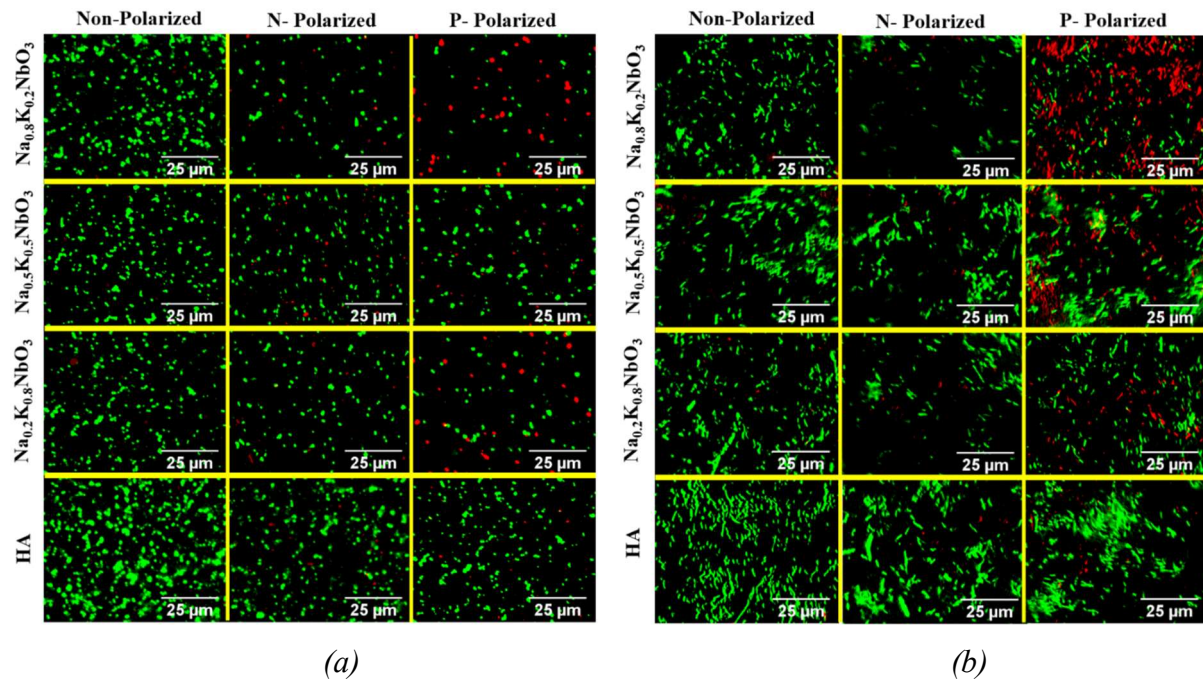 Non-Polarized N- Polarized P- Polarized
Na0.8K0.2NbO3
25 μm 25 μm 25 μm
Na0.5K0.5NbO3
25 μm 25 μm 25 μm
Na0.2K0.8NbO3
25 μm 25 μm 25 μm
HA
25 μm 25 μm 25 μm
(a)
Non-Polarized N- Polarized P- Polarized
Na0.8K0.2NbO3
25 μm 25 μm 25 μm
Na0.5K0.5NbO3
25 μm 25 μm 25 μm
Na0.2K0.8NbO3
25 μm 25 μm 25 μm
HA
25 μm 25 μm 25 μm
(b)